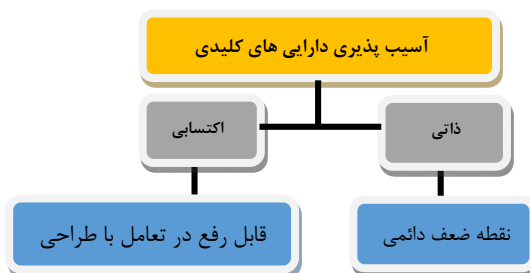 آسیب پذیری دارایی های کلیدی
ذاتی
اکتسابی
نقطه ضعف دائمی
قابل رفع در تعامل با طراحی